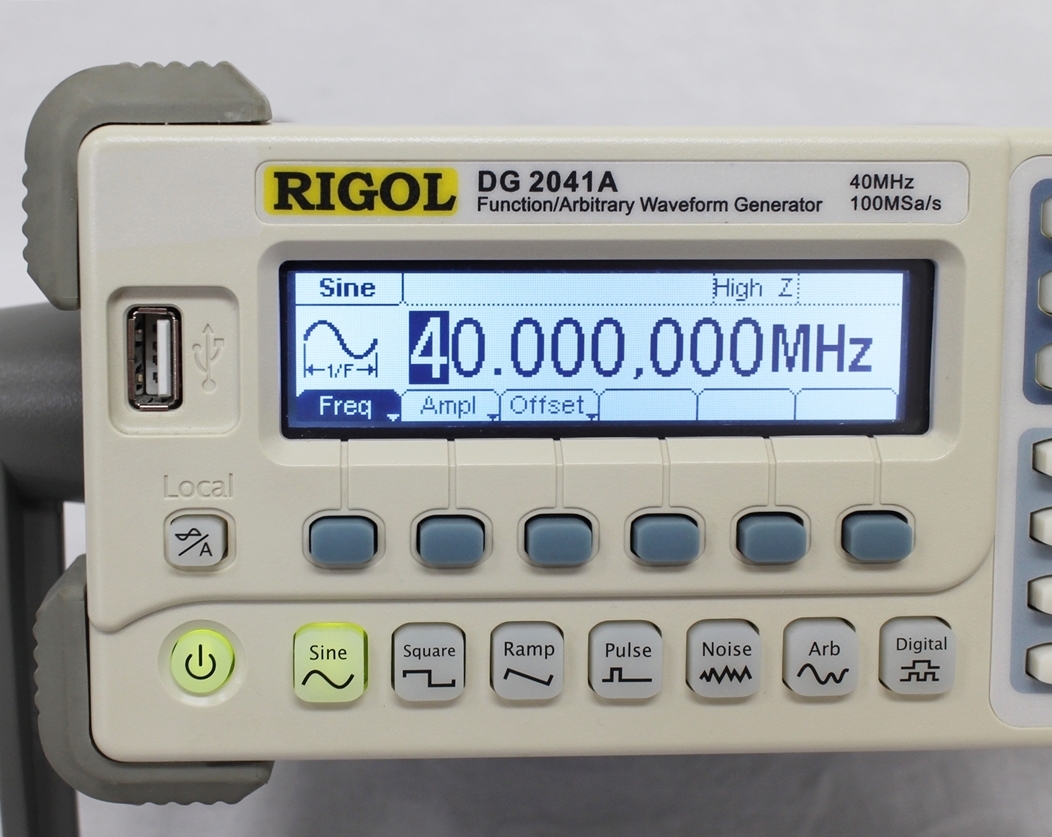 RIGOL DG 2041A 40MHz
Function/Arbitrary Waveform Generator 100MSa/s
Sine High Z
1/F 40.000,000MHz
Freq Ampl Offset
Local
A
Sine Square Ramp Pulse Noise Arb Digital